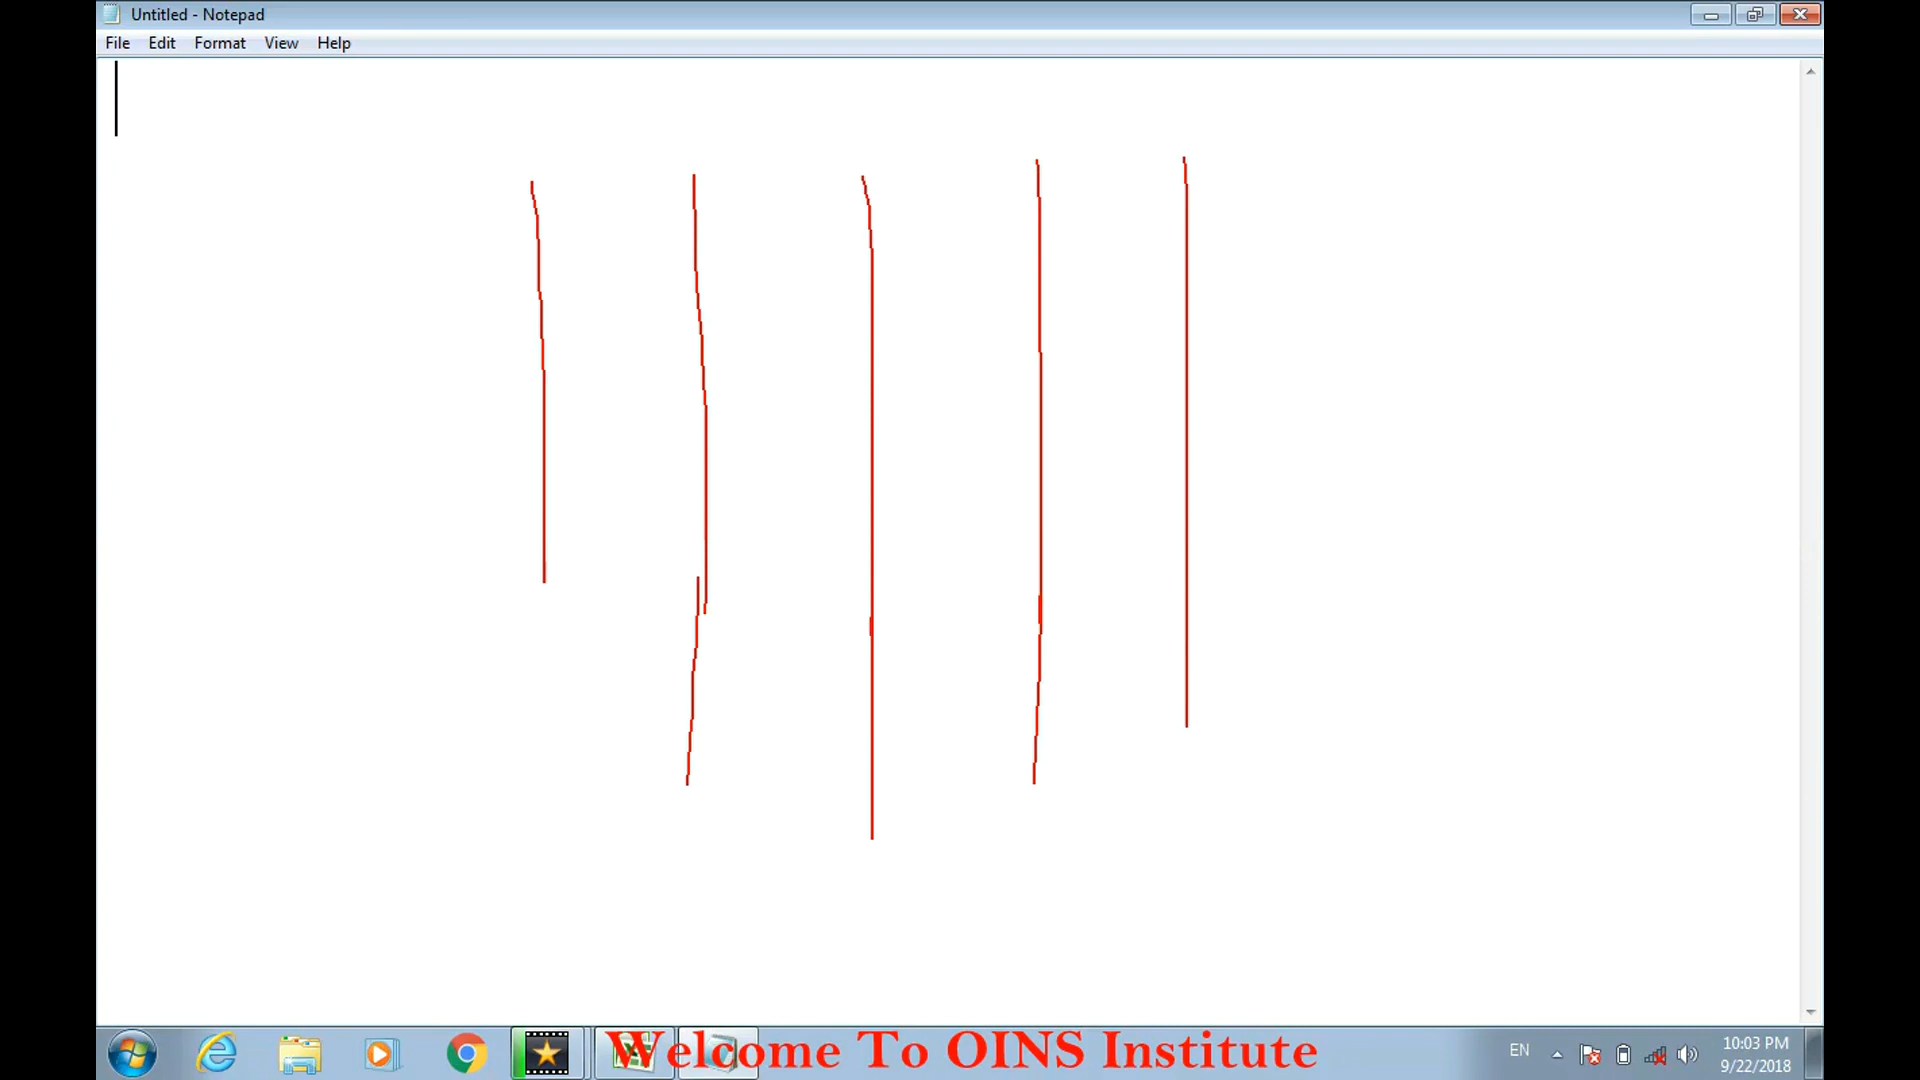 Untitled - Notepad
File Edit Format View Help
Welcome To OINS Institute
EN
10:03 PM
9/22/2018